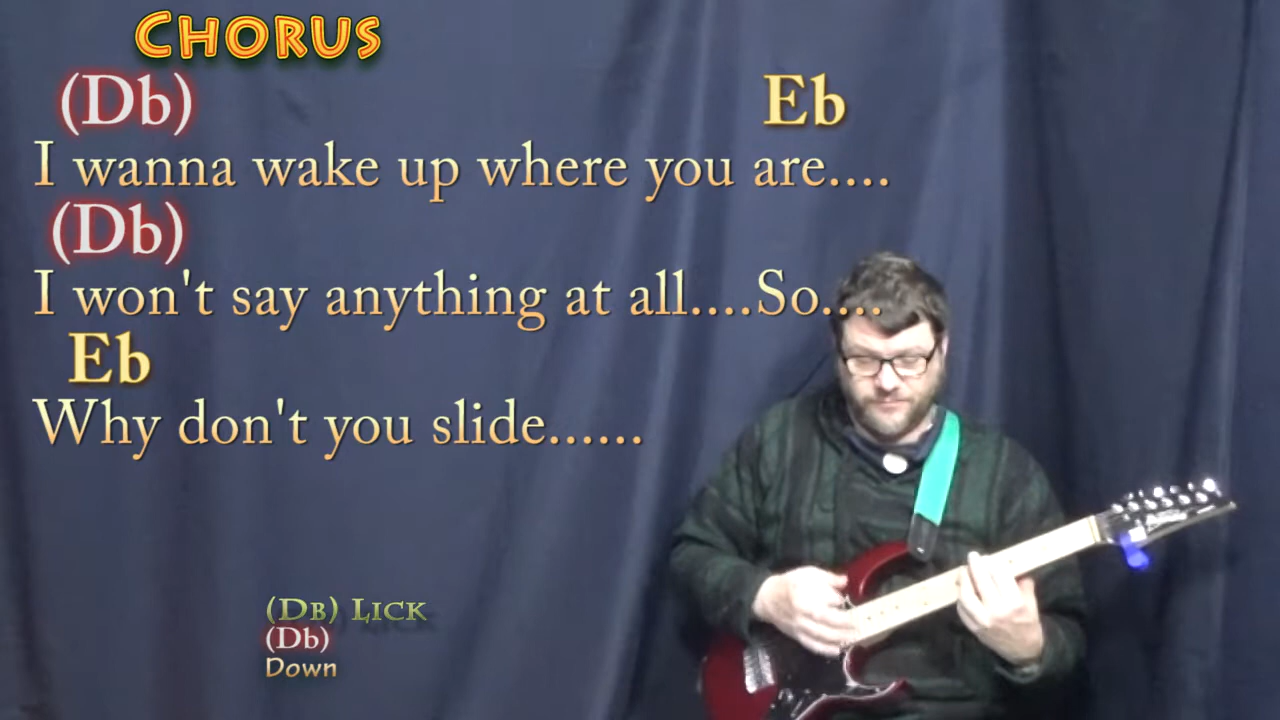 CHORUS
(Db) Eb
I wanna wake up where you are....
(Db)
I won't say anything at all....So....
Eb
Why don't you slide......
(Db) Lick
(Db)
Down